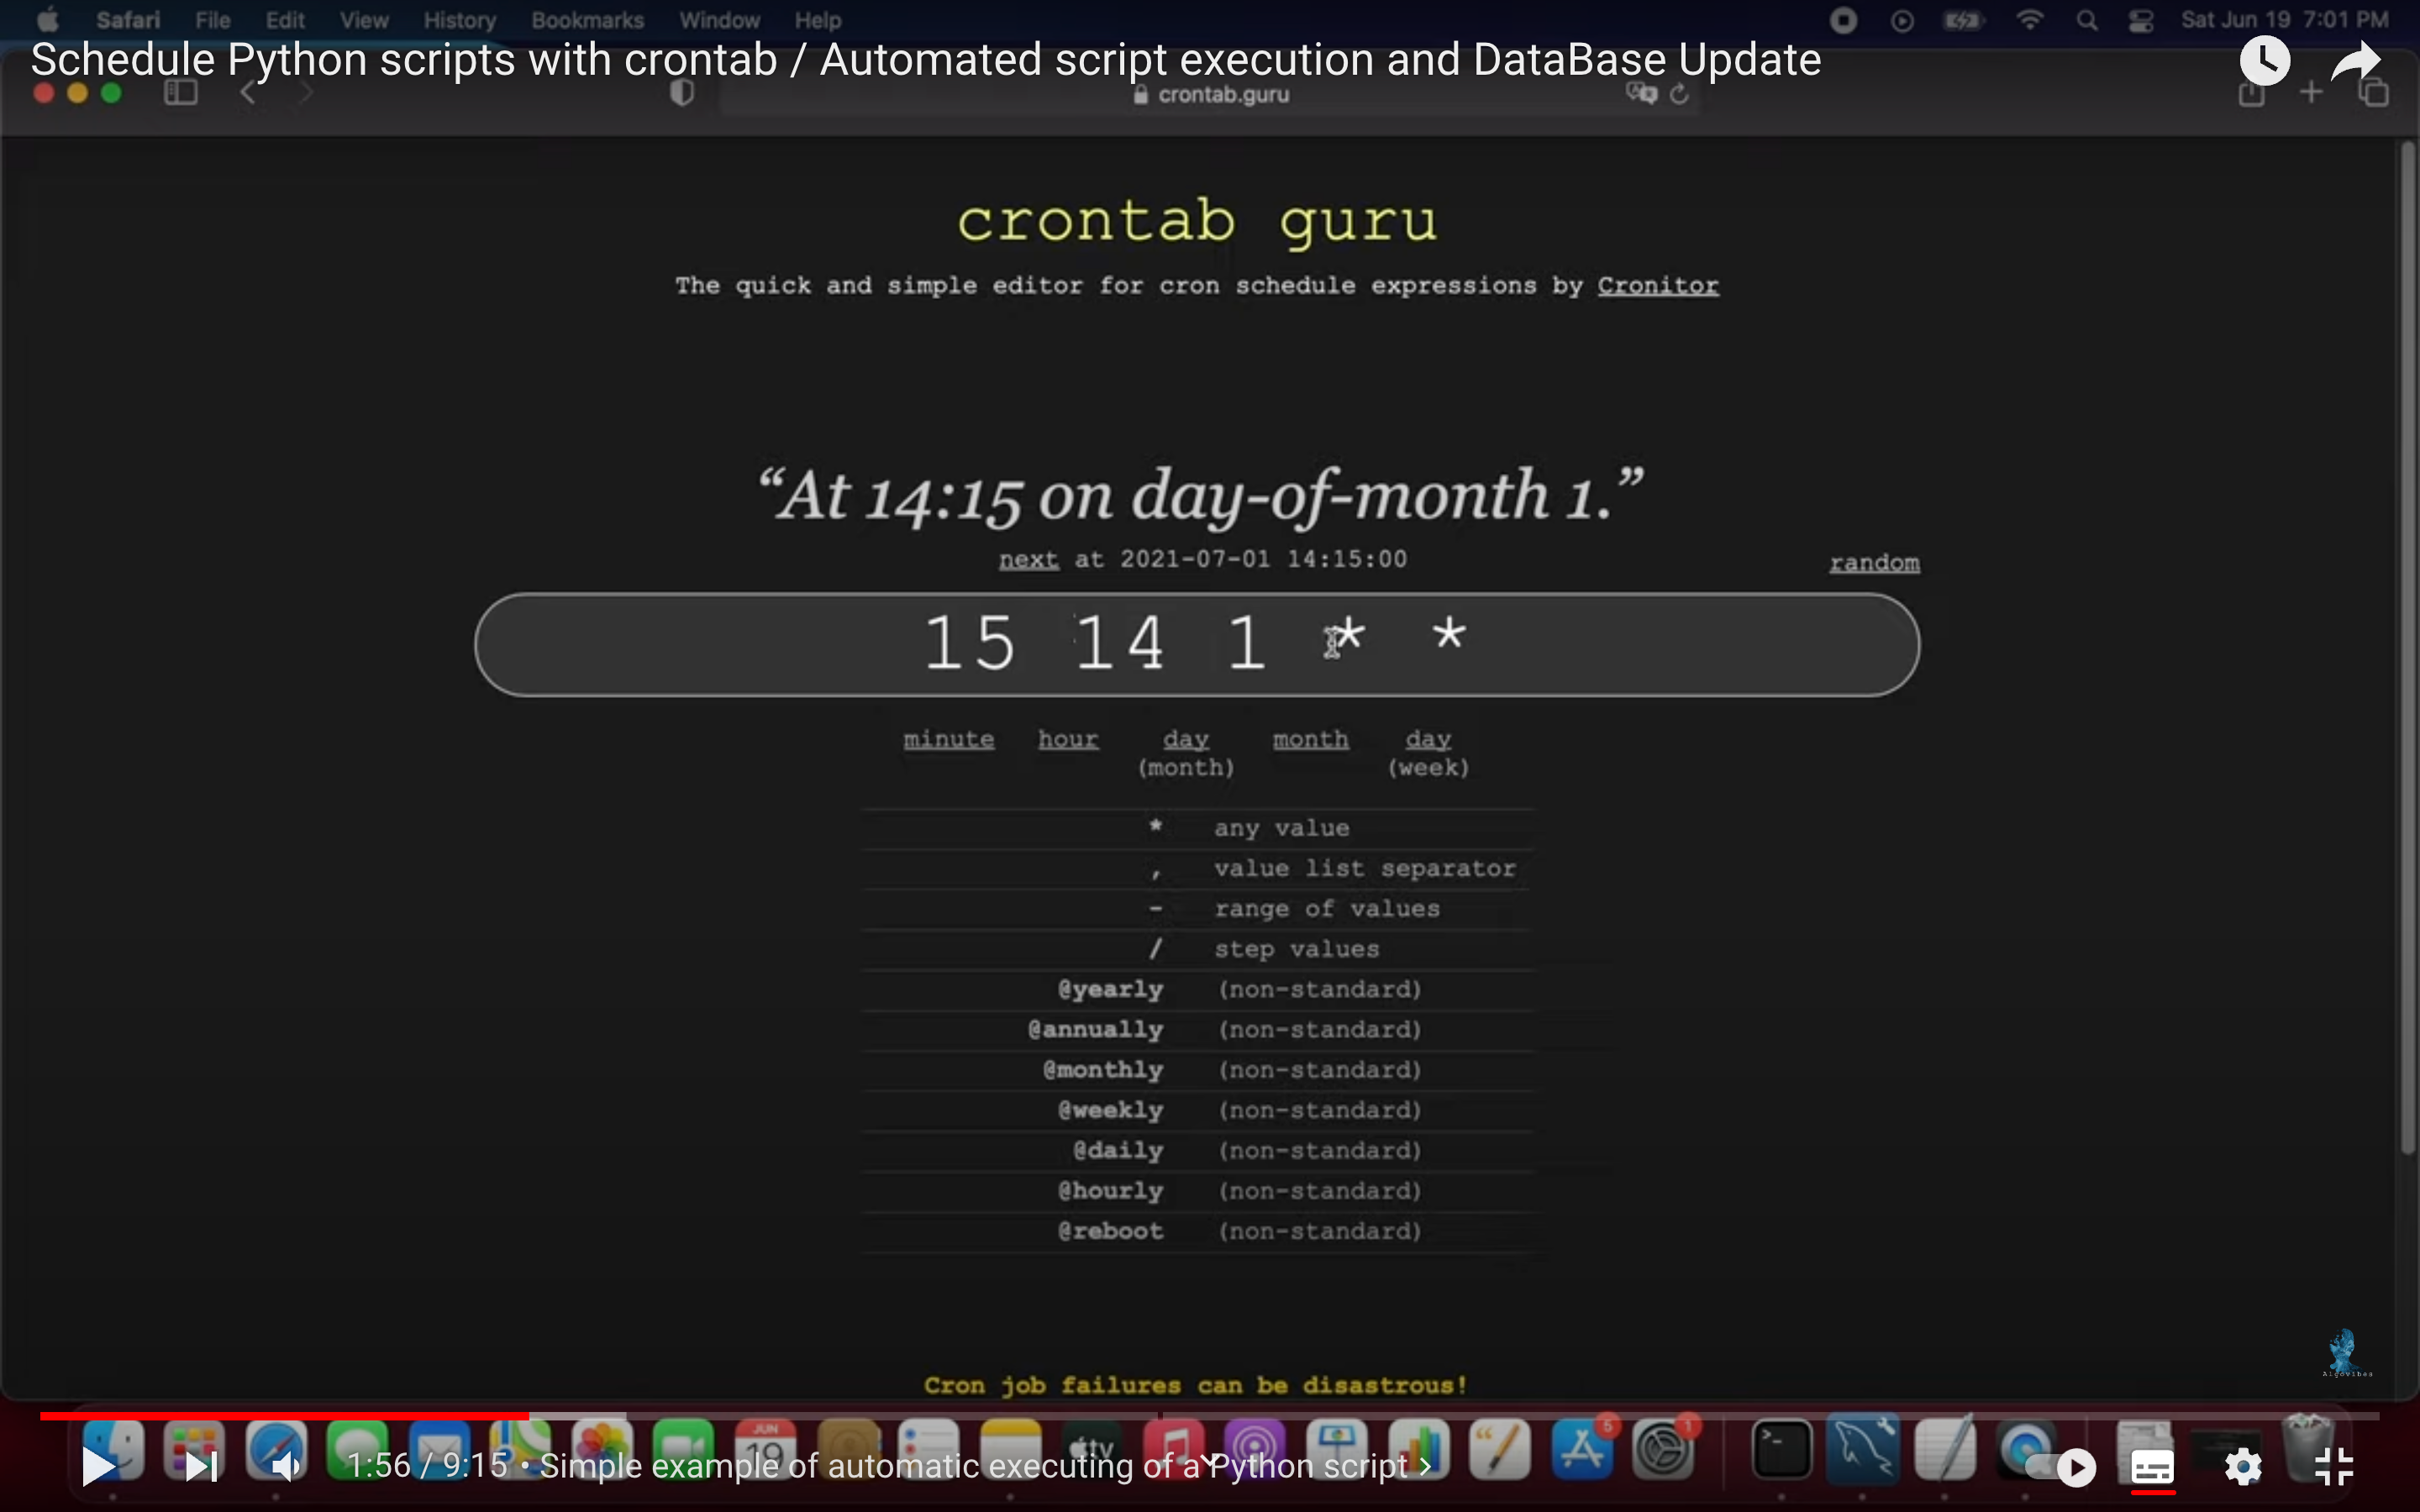 Safari File Edit View History Bookmarks Window Help Sat Jun 19 7:01 PM
Schedule Python scripts with crontab / Automated script execution and DataBase Update
crontab.guru
crontab guru
The quick and simple editor for cron schedule expressions by Cronitor
“At 14:15 on day-of-month 1.”
next at 2021-07-01 14:15:00
random
15 14 1 * *
minute hour day month day
(month) (week)
* any value
, value list separator
- range of values
/ step values
@yearly (non-standard)
@annually (non-standard)
@monthly (non-standard)
@weekly (non-standard)
@daily (non-standard)
@hourly (non-standard)
@reboot (non-standard)
Algovibes
Cron job failures can be disastrous!
JUN
19
tv
5
1
>_
1:56 / 9:15 • Simple example of automatic executing of a Python script >